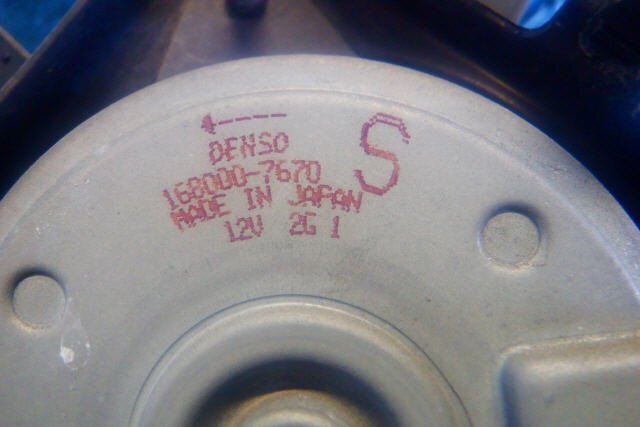 DENSO
S
168000-7670
MADE IN JAPAN
12V 2G 1